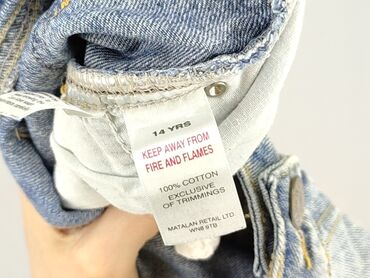 14 YRS
KEEP AWAY FROM
FIRE AND FLAMES
100% COTTON
EXCLUSIVE
OF TRIMMINGS
MATALAN RETAIL LTD
WN8 9TB